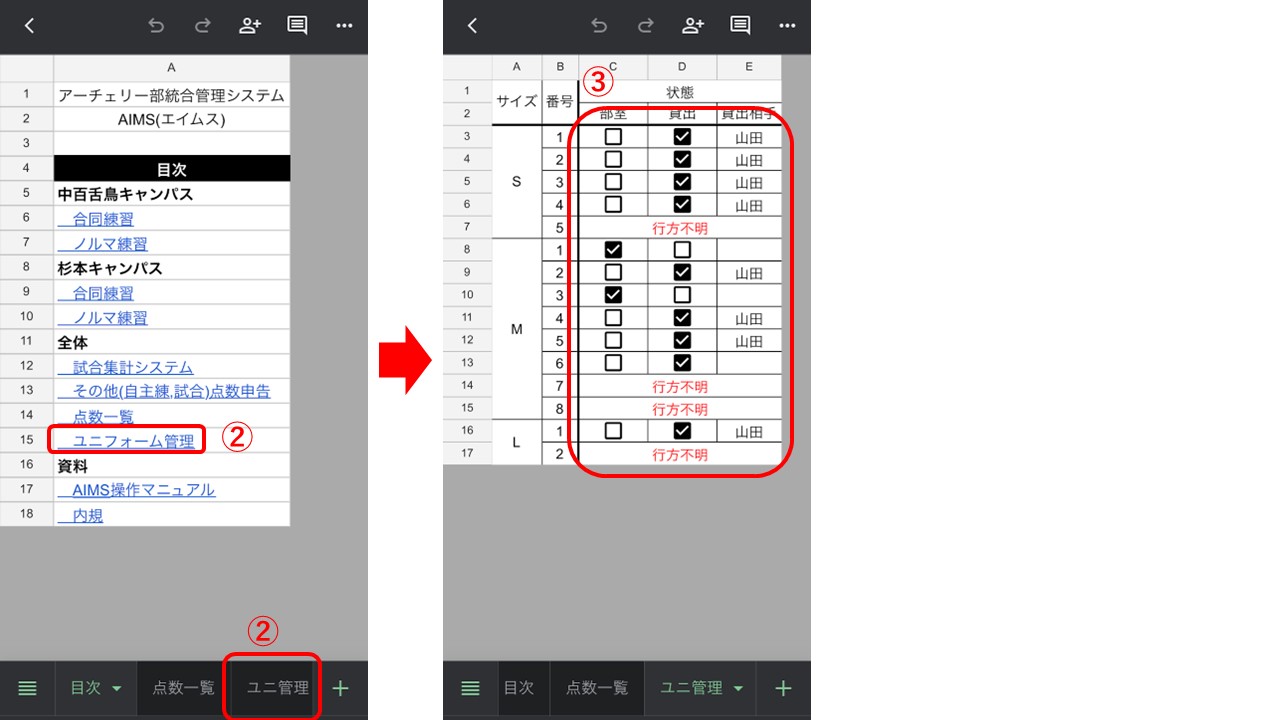 A
1 アーチェリー部統合管理システム
2 AIMS(エイムス)
3
4 目次
5 中百舌鳥キャンパス
6 合同練習
7 ノルマ練習
8 杉本キャンパス
9 合同練習
10 ノルマ練習
11 全体
12 試合集計システム
13 その他(自主練,試合)点数申告
14 点数一覧
15 ユニフォーム管理 ②
16 資料
17 AIMS操作マニュアル
18 内規
②
目次 点数一覧 ユニ管理
A B C D E
③
1 サイズ 番号 状態
2 部室 貸出 貸出相手
3 1 山田
4 2 山田
5 S 3 山田
6 4 山田
7 5 行方不明
8 1
9 2 山田
10 3
11 M 4 山田
12 5 山田
13 6
14 7 行方不明
15 8 行方不明
16 L 1 山田
17 2 行方不明
目次 点数一覧 ユニ管理